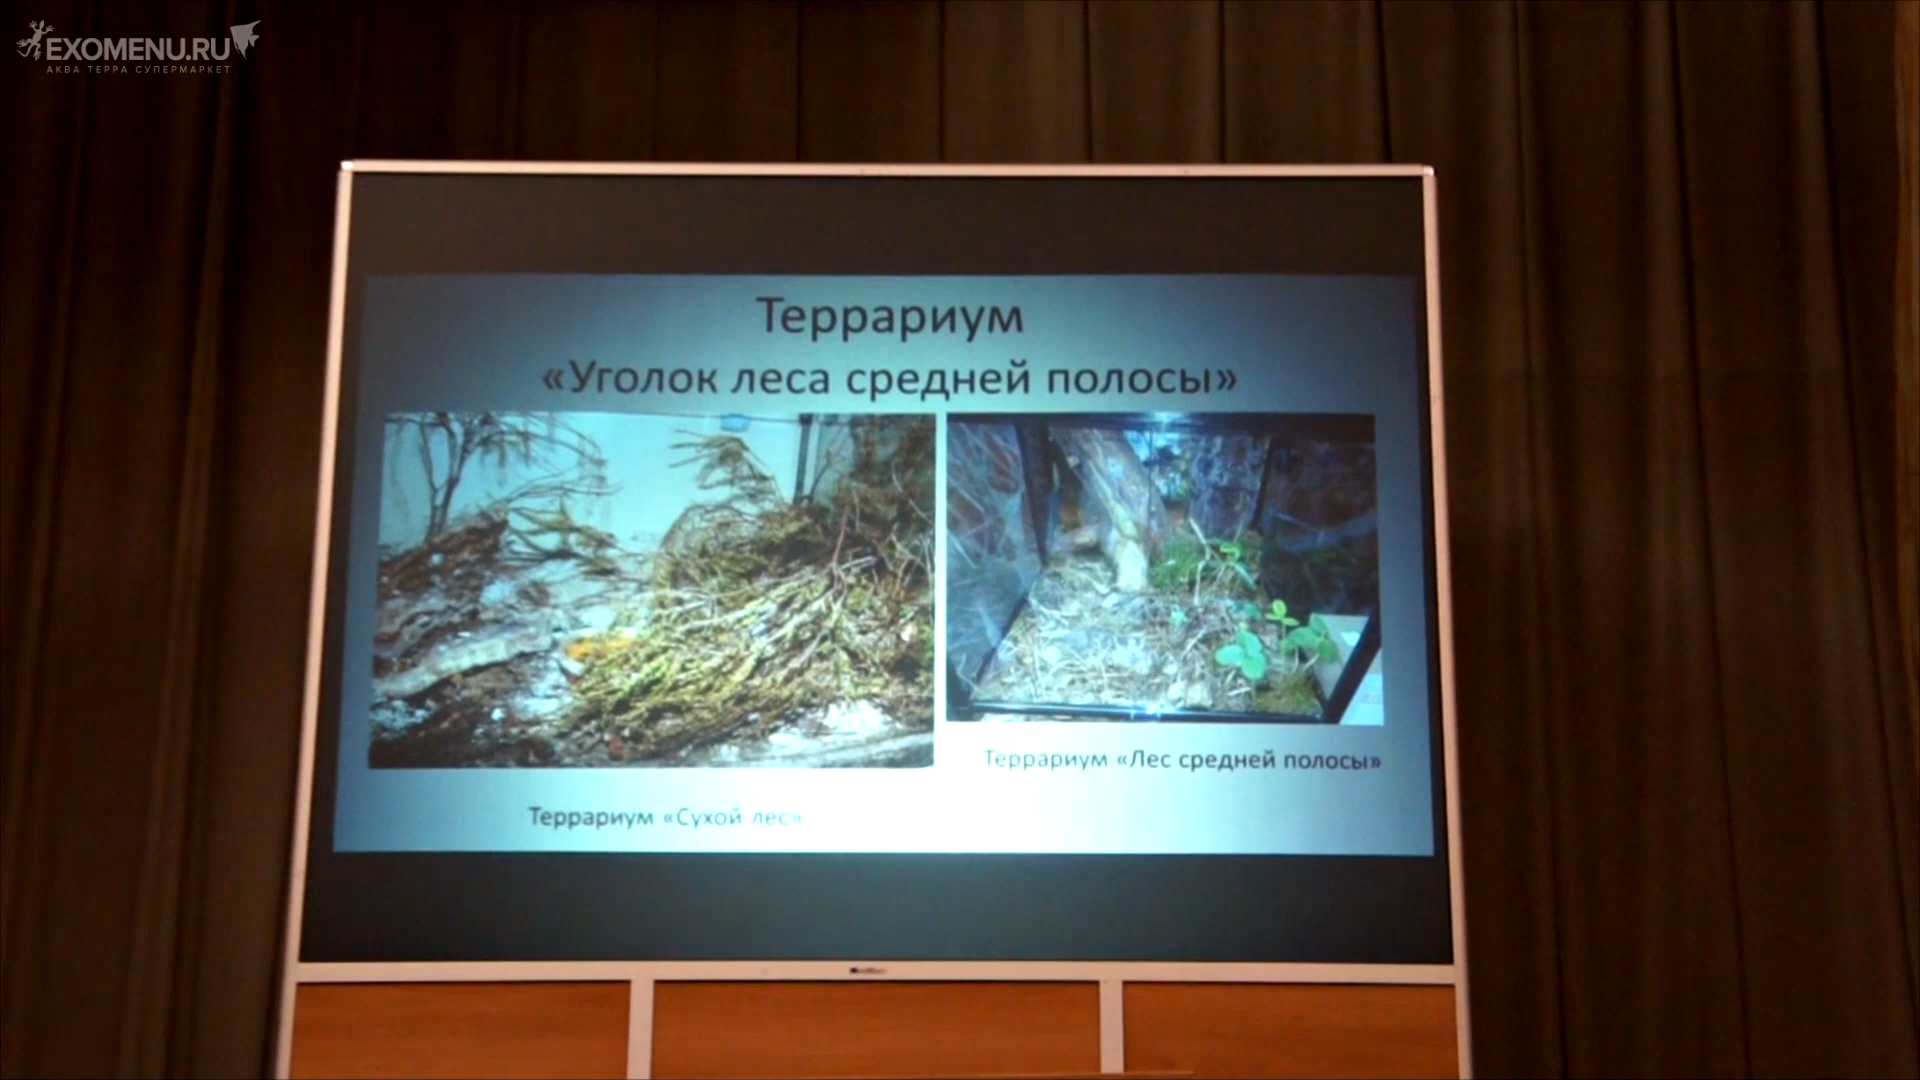 EXOMENU.RU
АКВА ТЕРРА СУПЕРМАРКЕТ
Террариум
«Уголок леса средней полосы»
Террариум «Лес средней полосы»
Террариум «Сухой лес»